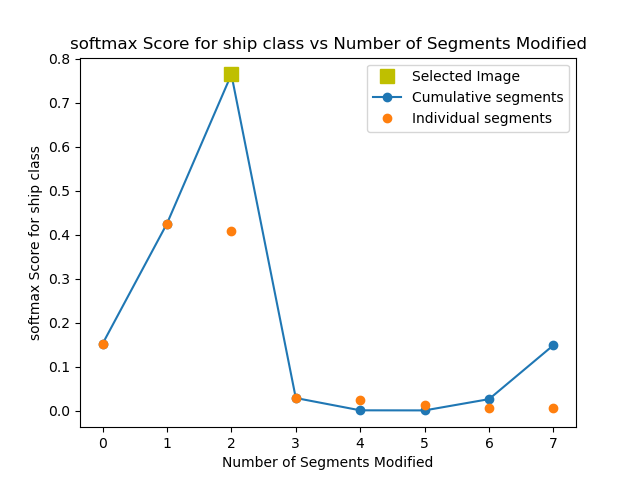 softmax Score for ship class vs Number of Segments Modified
0.8
0.7
0.6
0.5
0.4
0.3
0.2
0.1
0.0
softmax Score for ship class
Selected Image
Cumulative segments
Individual segments
0 1 2 3 4 5 6 7
Number of Segments Modified